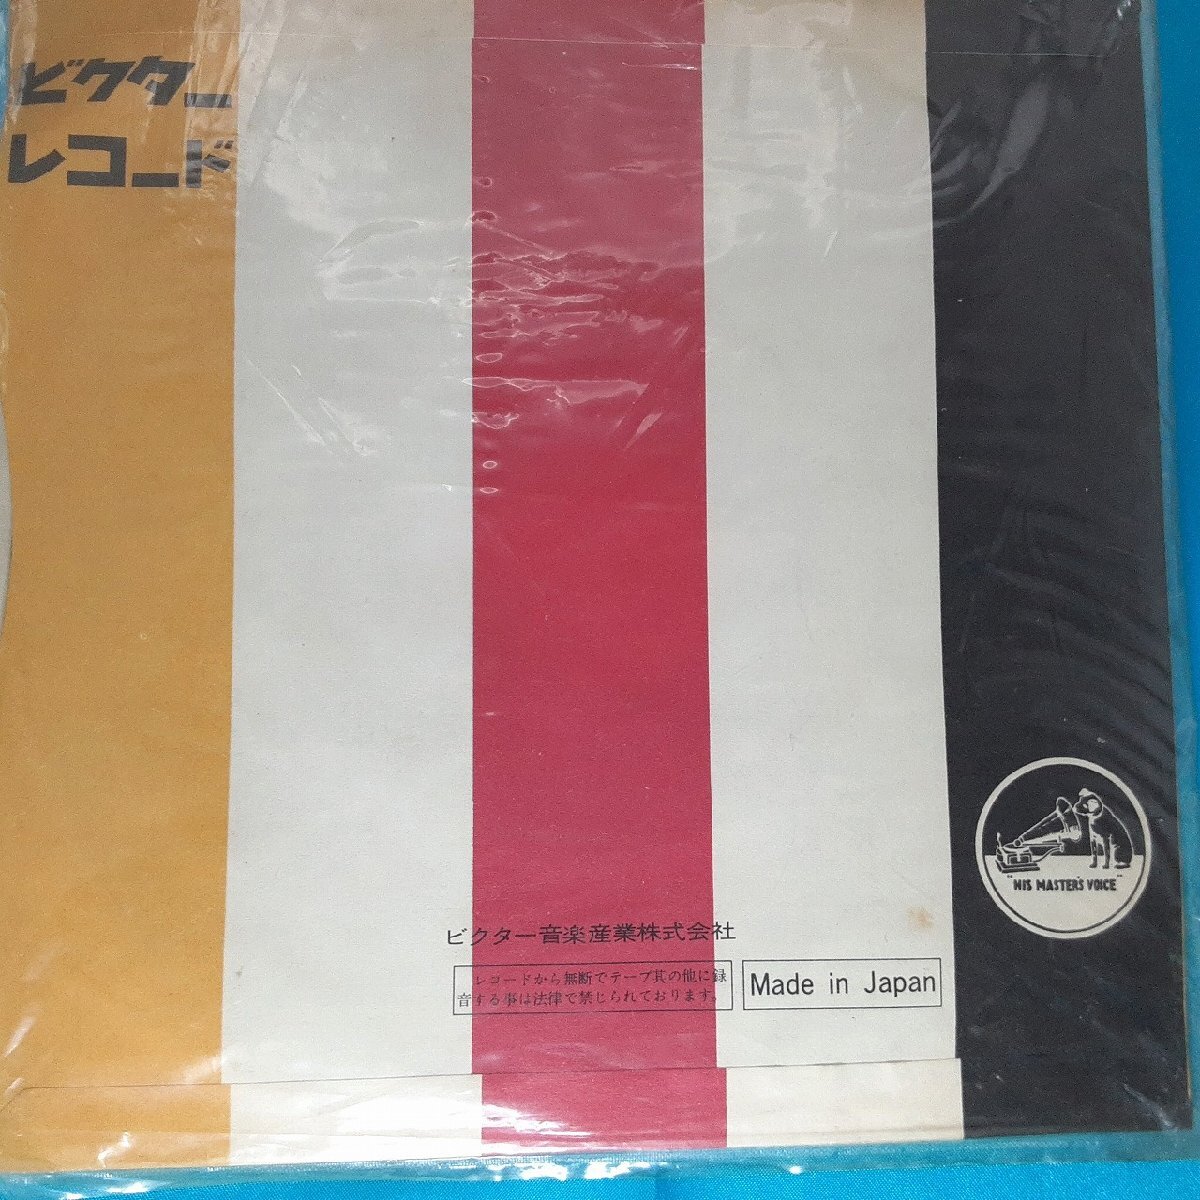 ビクター
レコード
"HIS MASTER'S VOICE"
ビクター音楽産業株式会社
レコードから無断でテープ其の他に録
音する事は法律で禁じられております。
Made in Japan